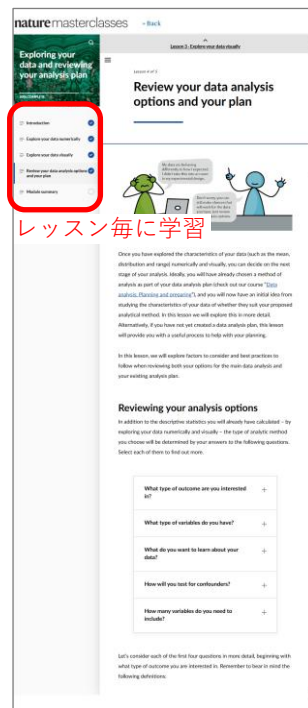 naturemasterclasses
< Back
Lesson 3 - Explore your data visually
Exploring your
data and reviewing
your analysis plan
Introduction
Explore your data numerically
Explore your data visually
Review your data analysis options
and your plan
Module summary
レッスン毎に学習
Lesson 4 of 5
Review your data analysis
options and your plan
Once you have explored the characteristics of your data (such as the mean,
distribution and range) numerically and visually, you can decide on the next
stage of your analysis. Ideally, you will have already chosen a method of
analysis as part of your data analysis plan (check out our course "Data
analysis: Planning and preparing"), and you will now have an initial idea from
studying the characteristics of your data of whether they suit your proposed
analytical method. In this lesson we will explore this in more detail.
Alternatively, if you have not yet created a data analysis plan, this lesson
will provide you with a useful process to help with your planning.
In this lesson, we will explore factors to consider and best practices to
follow when reviewing both your options for the main data analysis and
your existing analysis plan.
Reviewing your analysis options
In addition to the descriptive statistics you will already have calculated – by
exploring your data numerically and visually – the type of analytic method
you choose will be determined by your answers to the following questions.
Select each of them to find out more.
What type of outcome are you interested
in?
What type of variables do you have?
What do you want to learn about your
data?
How will you test for confounders?
How many variables do you need to
include?
Let's consider each of the first four questions in more detail, beginning with
what type of outcome you are interested in. Remember to bear in mind the
following definitions: